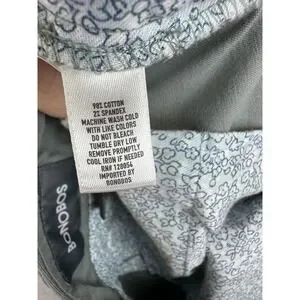 98% COTTON
2% SPANDEX
MACHINE WASH COLD
WITH LIKE COLORS
DO NOT BLEACH
TUMBLE DRY LOW
REMOVE PROMPTLY
COOL IRON IF NEEDED
RN# 120054
IMPORTED BY
BONOBOS
BONOBOS